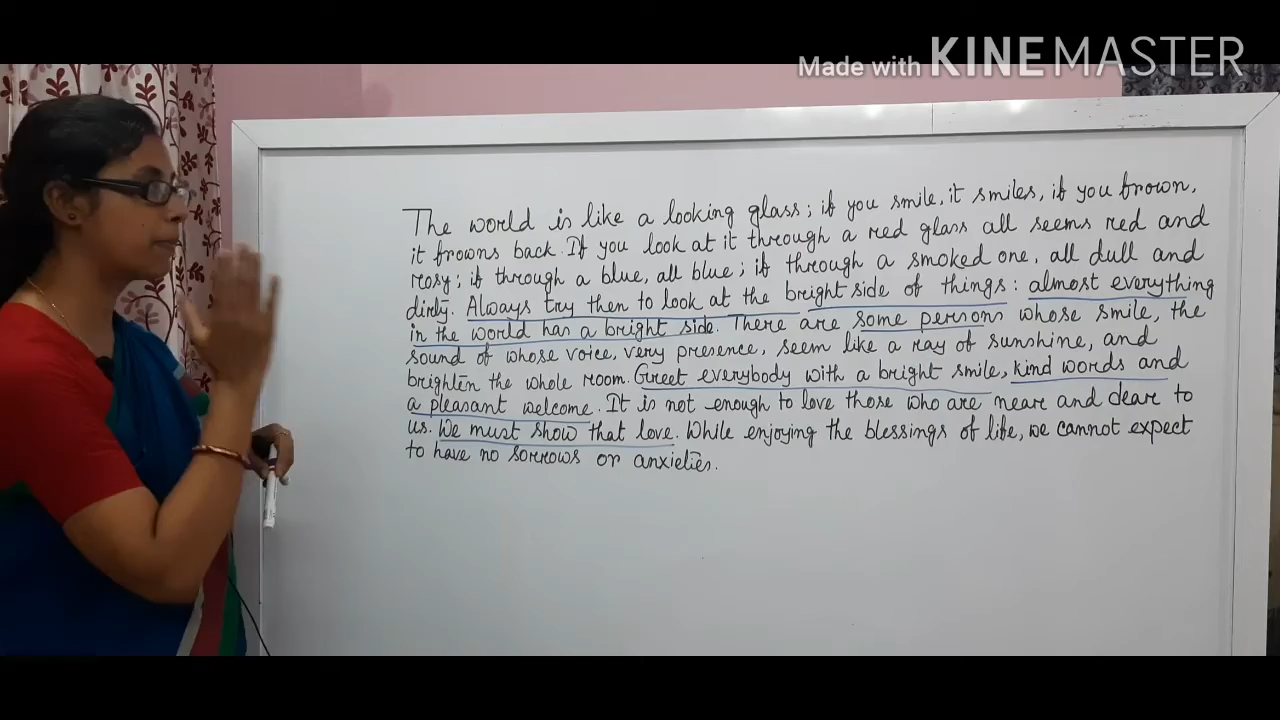 Made with KINEMASTER
The world is like a looking glass; if you smile, it smiles, if you frown,
it frowns back. If you look at it through a red glass all seems red and
rosy; if through a blue, all blue; if through a smoked one, all dull and
dirty. Always try then to look at the bright side of things: almost everything
in the world has a bright side. There are some persons whose smile, the
sound of whose voice, very presence, seem like a ray of sunshine, and
brighten the whole room. Greet everybody with a bright smile, kind words and
a pleasant welcome. It is not enough to love those who are near and dear to
us. We must show that love. While enjoying the blessings of life, we cannot expect
to have no sorrows or anxieties.